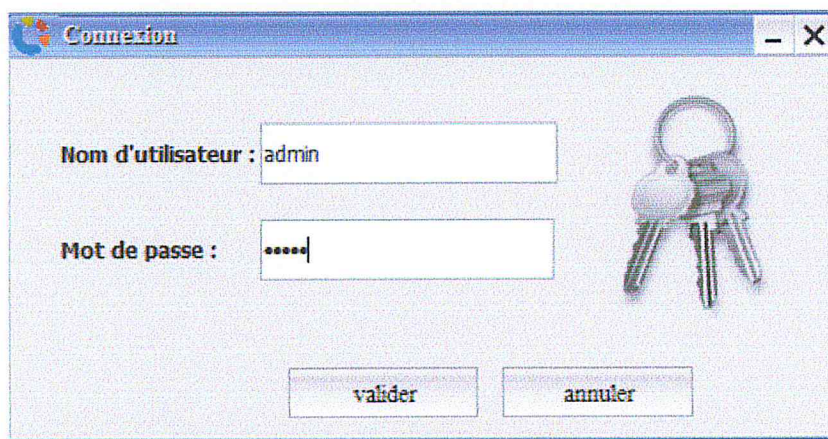 Connexion
Nom d'utilisateur : admin
Mot de passe : •••••
valider
annuler